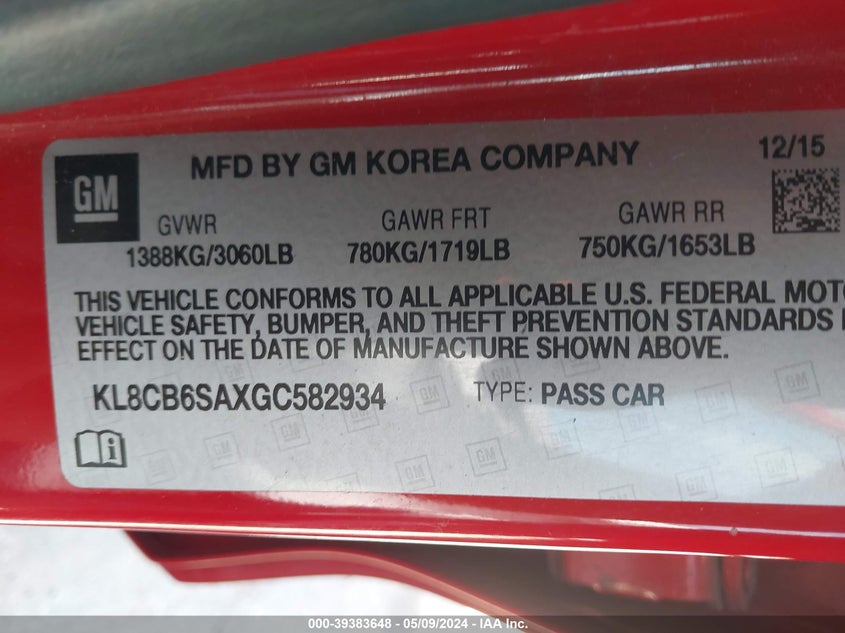 MFD BY GM KOREA COMPANY 12/15
GM
GVWR GAWR FRT GAWR RR
1388KG/3060LB 780KG/1719LB 750KG/1653LB
THIS VEHICLE CONFORMS TO ALL APPLICABLE U.S. FEDERAL MOTO
VEHICLE SAFETY, BUMPER, AND THEFT PREVENTION STANDARDS
EFFECT ON THE DATE OF MANUFACTURE SHOWN ABOVE.
KL8CB6SAXGC582934 TYPE: PASS CAR
000-39383648 - 05/09/2024 - IAA Inc.